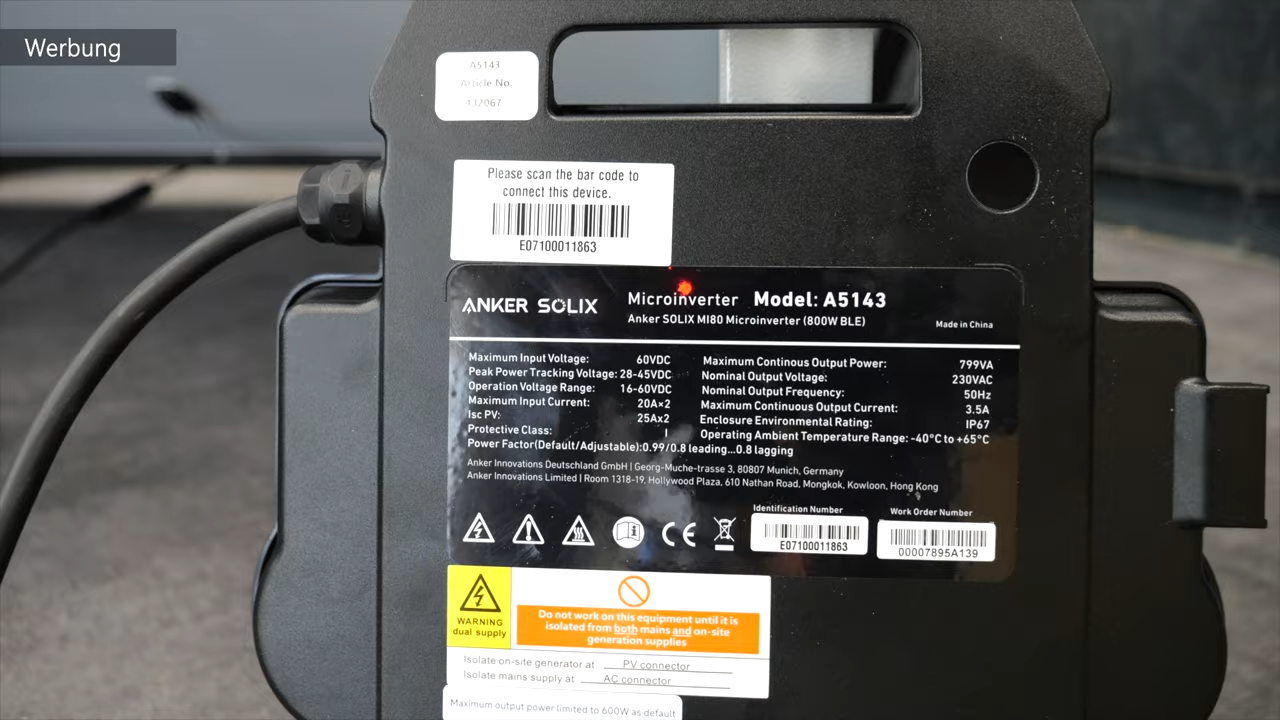 Werbung
A5143
Article No.
132067
Please scan the bar code to
connect this device.
E07100011863
ANKER SOLIX
Microinverter Model: A5143
Anker SOLIX MI80 Microinverter (800W BLE)
Made in China
Maximum Input Voltage: 60VDC
Peak Power Tracking Voltage: 28-45VDC
Operation Voltage Range: 16-60VDC
Maximum Input Current: 20A×2
Isc PV: 25Ax2
Protective Class: I
Power Factor(Default/Adjustable):0.99/0.8 leading...0.8 lagging
Maximum Continous Output Power: 799VA
Nominal Output Voltage: 230VAC
Nominal Output Frequency: 50Hz
Maximum Continuous Output Current: 3.5A
Enclosure Environmental Rating: IP67
Operating Ambient Temperature Range: -40°C to +65°C
Anker Innovations Deutschland GmbH | Georg-Muche-trasse 3, 80807 Munich, Germany
Anker Innovations Limited | Room 1318-19, Hollywood Plaza, 610 Nathan Road, Mongkok, Kowloon, Hong Kong
CE
Identification Number
E07100011863
Work Order Number
00007895A139
WARNING
dual supply
Do not work on this equipment until it is
isolated from both mains and on-site
generation supplies
Isolate on-site generator at PV connector
Isolate mains supply at AC connector
Maximum output power limited to 600W as default